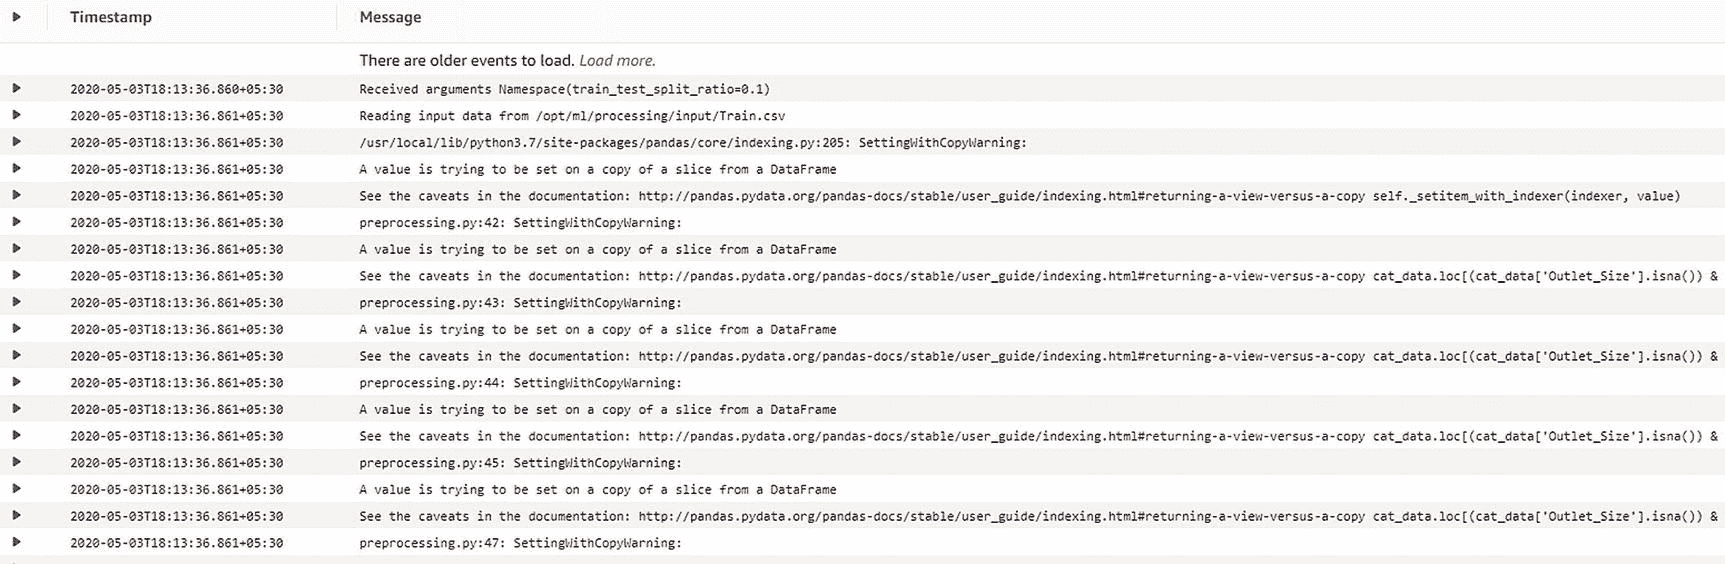 Timestamp Message
There are older events to load. Load more.
2020-05-03T18:13:36.860+05:30 Received arguments Namespace(train_test_split_ratio=0.1)
2020-05-03T18:13:36.861+05:30 Reading input data from /opt/ml/processing/input/Train.csv
2020-05-03T18:13:36.861+05:30 /usr/local/lib/python3.7/site-packages/pandas/core/indexing.py:205: SettingWithCopyWarning:
2020-05-03T18:13:36.861+05:30 A value is trying to be set on a copy of a slice from a DataFrame
2020-05-03T18:13:36.861+05:30 See the caveats in the documentation: http://pandas.pydata.org/pandas-docs/stable/user_guide/indexing.html#returning-a-view-versus-a-copy self._setitem_with_indexer(indexer, value)
2020-05-03T18:13:36.861+05:30 preprocessing.py:42: SettingWithCopyWarning:
2020-05-03T18:13:36.861+05:30 A value is trying to be set on a copy of a slice from a DataFrame
2020-05-03T18:13:36.861+05:30 See the caveats in the documentation: http://pandas.pydata.org/pandas-docs/stable/user_guide/indexing.html#returning-a-view-versus-a-copy cat_data.loc[(cat_data['Outlet_Size'].isna()) &
2020-05-03T18:13:36.861+05:30 preprocessing.py:43: SettingWithCopyWarning:
2020-05-03T18:13:36.861+05:30 A value is trying to be set on a copy of a slice from a DataFrame
2020-05-03T18:13:36.861+05:30 See the caveats in the documentation: http://pandas.pydata.org/pandas-docs/stable/user_guide/indexing.html#returning-a-view-versus-a-copy cat_data.loc[(cat_data['Outlet_Size'].isna()) &
2020-05-03T18:13:36.861+05:30 preprocessing.py:44: SettingWithCopyWarning:
2020-05-03T18:13:36.861+05:30 A value is trying to be set on a copy of a slice from a DataFrame
2020-05-03T18:13:36.861+05:30 See the caveats in the documentation: http://pandas.pydata.org/pandas-docs/stable/user_guide/indexing.html#returning-a-view-versus-a-copy cat_data.loc[(cat_data['Outlet_Size'].isna()) &
2020-05-03T18:13:36.861+05:30 preprocessing.py:45: SettingWithCopyWarning:
2020-05-03T18:13:36.861+05:30 A value is trying to be set on a copy of a slice from a DataFrame
2020-05-03T18:13:36.861+05:30 See the caveats in the documentation: http://pandas.pydata.org/pandas-docs/stable/user_guide/indexing.html#returning-a-view-versus-a-copy cat_data.loc[(cat_data['Outlet_Size'].isna()) &
2020-05-03T18:13:36.861+05:30 preprocessing.py:47: SettingWithCopyWarning: